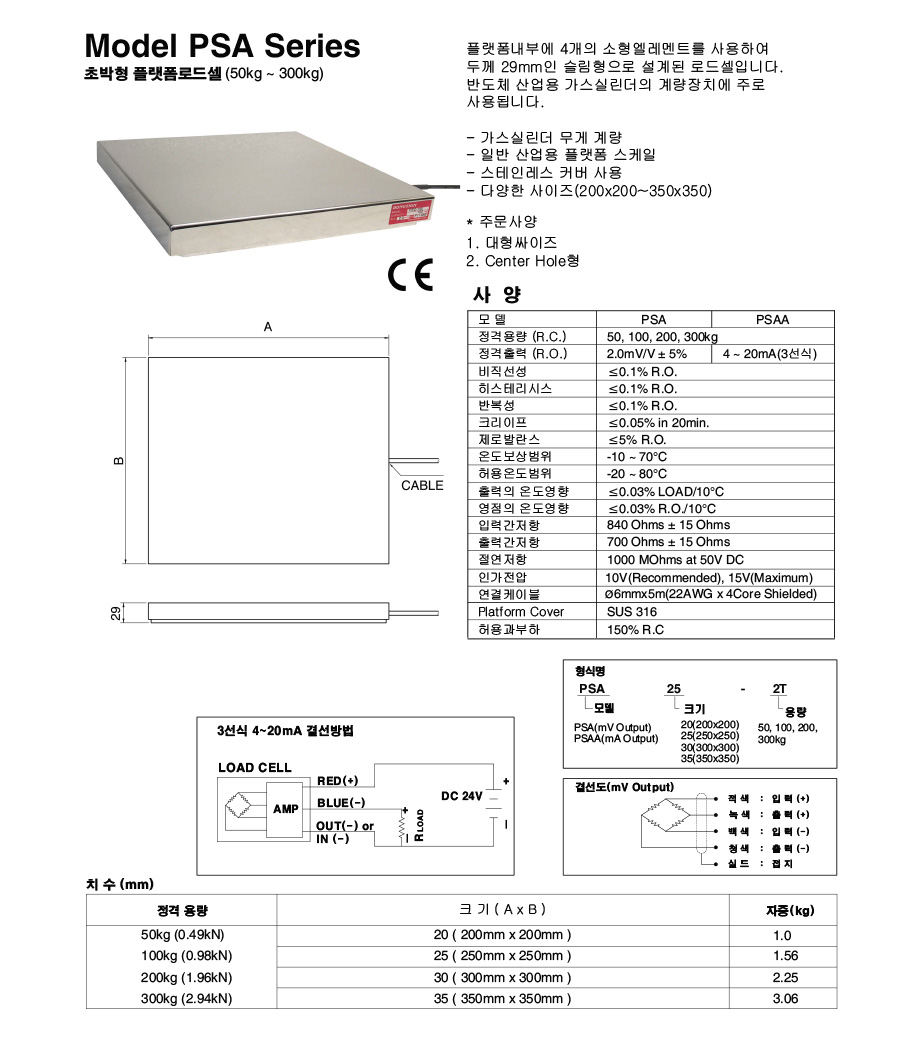 Model PSA Series
초박형 플랫폼로드셀 (50kg ~ 300kg)
플랫폼내부에 4개의 소형엘레멘트를 사용하여
두께 29mm인 슬림형으로 설계된 로드셀입니다.
반도체 산업용 가스실린더의 계량장치에 주로
사용됩니다.
- 가스실린더 무게 계량
- 일반 산업용 플랫폼 스케일
- 스테인레스 커버 사용
- 다양한 사이즈(200x200~350x350)
* 주문사양
1. 대형싸이즈
2. Center Hole형
CE
사 양
모 델 PSA PSAA
정격용량 (R.C.) 50, 100, 200, 300kg
정격출력 (R.O.) 2.0mV/V ± 5% 4 ~ 20mA(3선식)
비직선성 ≤0.1% R.O.
히스테리시스 ≤0.1% R.O.
반복성 ≤0.1% R.O.
크리이프 ≤0.05% in 20min.
제로발란스 ≤5% R.O.
온도보상범위 -10 ~ 70°C
허용온도범위 -20 ~ 80°C
출력의 온도영향 ≤0.03% LOAD/10°C
영점의 온도영향 ≤0.03% R.O./10°C
입력간저항 840 Ohms ± 15 Ohms
출력간저항 700 Ohms ± 15 Ohms
절연저항 1000 MOhms at 50V DC
인가전압 10V(Recommended), 15V(Maximum)
연결케이블 Ø6mmx5m(22AWG x 4Core Shielded)
Platform Cover SUS 316
허용과부하 150% R.C
A
B
CABLE
29
형식명
PSA 25 - 2T
모델 크기 용량
PSA(mV Output)
PSAA(mA Output)
20(200x200)
25(250x250)
30(300x300)
35(350x350)
50, 100, 200,
300kg
3선식 4~20mA 결선방법
LOAD CELL
AMP
RED(+)
BLUE(-)
OUT(-) or
IN (-)
+
-
R LOAD
DC 24V
+
-
결선도(mV Output)
적색 : 입력(+)
녹색 : 출력(+)
백색 : 입력(-)
청색 : 출력(-)
실드 : 접지
치 수 (mm)
정격 용량 크 기 ( A x B ) 자중(kg)
50kg (0.49kN) 20 ( 200mm x 200mm ) 1.0
100kg (0.98kN) 25 ( 250mm x 250mm ) 1.56
200kg (1.96kN) 30 ( 300mm x 300mm ) 2.25
300kg (2.94kN) 35 ( 350mm x 350mm ) 3.06